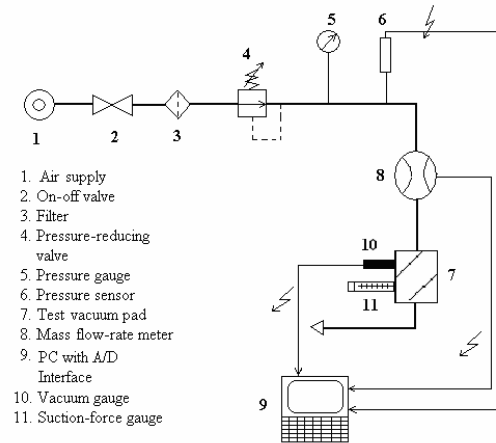 5
6
4
1
2
3
8
10
7
11
9
1. Air supply
2. On-off valve
3. Filter
4. Pressure-reducing
valve
5. Pressure gauge
6. Pressure sensor
7. Test vacuum pad
8. Mass flow-rate meter
9. PC with A/D
Interface
10. Vacuum gauge
11. Suction-force gauge